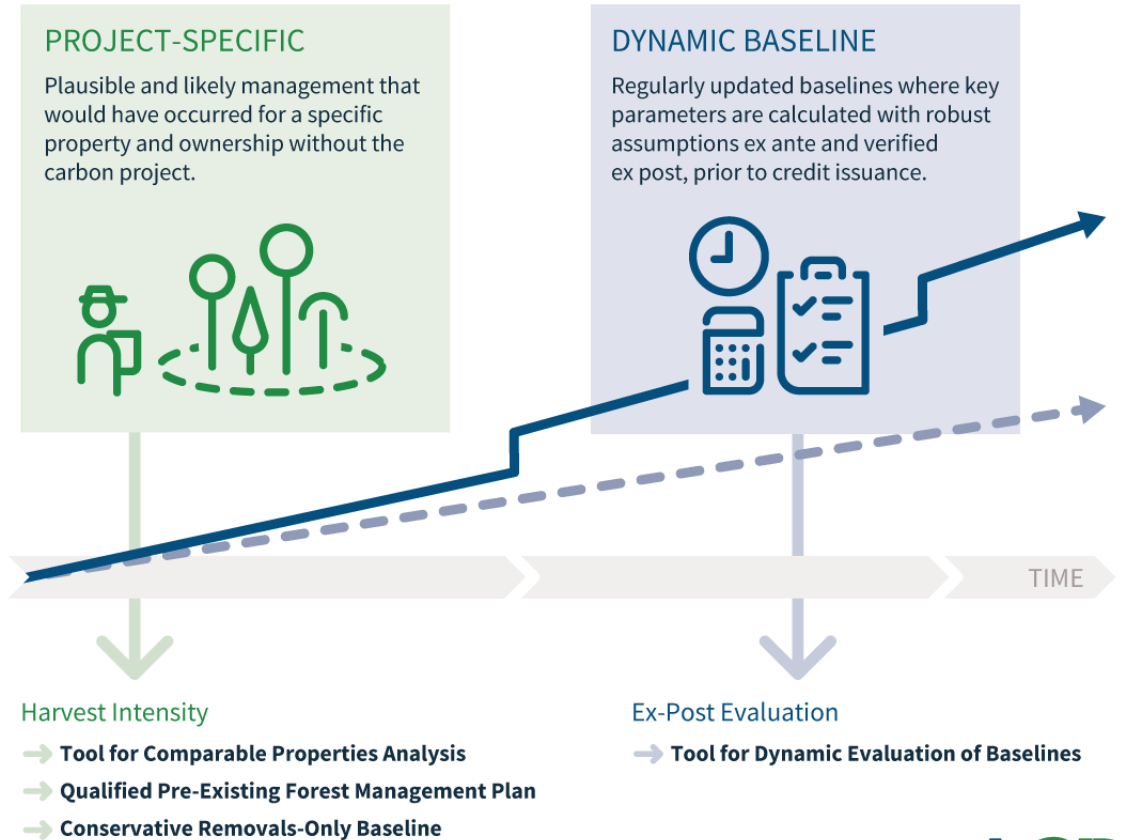 PROJECT-SPECIFIC
Plausible and likely management that
would have occurred for a specific
property and ownership without the
carbon project.
DYNAMIC BASELINE
Regularly updated baselines where key
parameters are calculated with robust
assumptions ex ante and verified
ex post, prior to credit issuance.
TIME
Harvest Intensity
Tool for Comparable Properties Analysis
Qualified Pre-Existing Forest Management Plan
Conservative Removals-Only Baseline
Ex-Post Evaluation
Tool for Dynamic Evaluation of Baselines